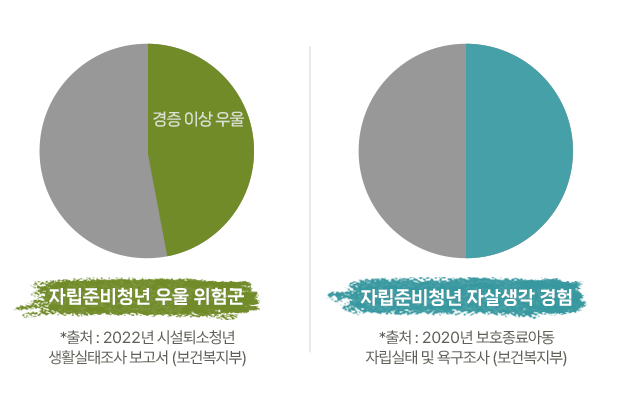 경증 이상 우울
자립준비청년 우울 위험군
*출처 : 2022년 시설퇴소청년
생활실태조사 보고서 (보건복지부)
자립준비청년 자살생각 경험
*출처 : 2020년 보호종료아동
자립실태 및 욕구조사 (보건복지부)